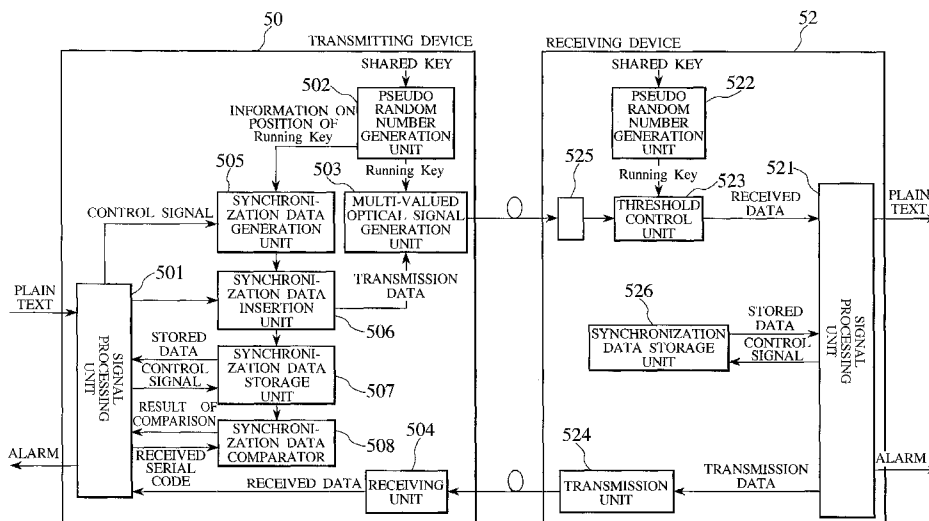 50
TRANSMITTING DEVICE
SHARED KEY
502
PSEUDO
RANDOM
NUMBER
GENERATION
UNIT
INFORMATION ON
POSITION OF
Running Key
505
503
Running Key
SYNCHRONI-
ZATION DATA
GENERATION
UNIT
MULTI-VALUED
OPTICAL SIGNAL
GENERATION
UNIT
CONTROL SIGNAL
501
PLAIN
TEXT
SIGNAL
PROCESSING
UNIT
SYNCHRONI-
ZATION DATA
INSERTION
UNIT
506
TRANSMISSION
DATA
STORED
DATA
CONTROL
SIGNAL
SYNCHRONI-
ZATION DATA
STORAGE
UNIT
507
RESULT OF
COMPARISON
SYNCHRONI-
ZATION DATA
COMPARATOR
508
RECEIVED
SERIAL
CODE
ALARM
504
RECEIVED DATA
RECEIVING
UNIT
52
RECEIVING DEVICE
SHARED KEY
522
PSEUDO
RANDOM
NUMBER
GENERATION
UNIT
525
Running Key
523
THRESHOLD
CONTROL
UNIT
RECEIVED
DATA
521
PLAIN
TEXT
SIGNAL
PROCESSING
UNIT
526
SYNCHRONIZATION
DATA STORAGE
UNIT
STORED
DATA
CONTROL
SIGNAL
524
TRANSMISSION
UNIT
TRANSMISSION
DATA
ALARM